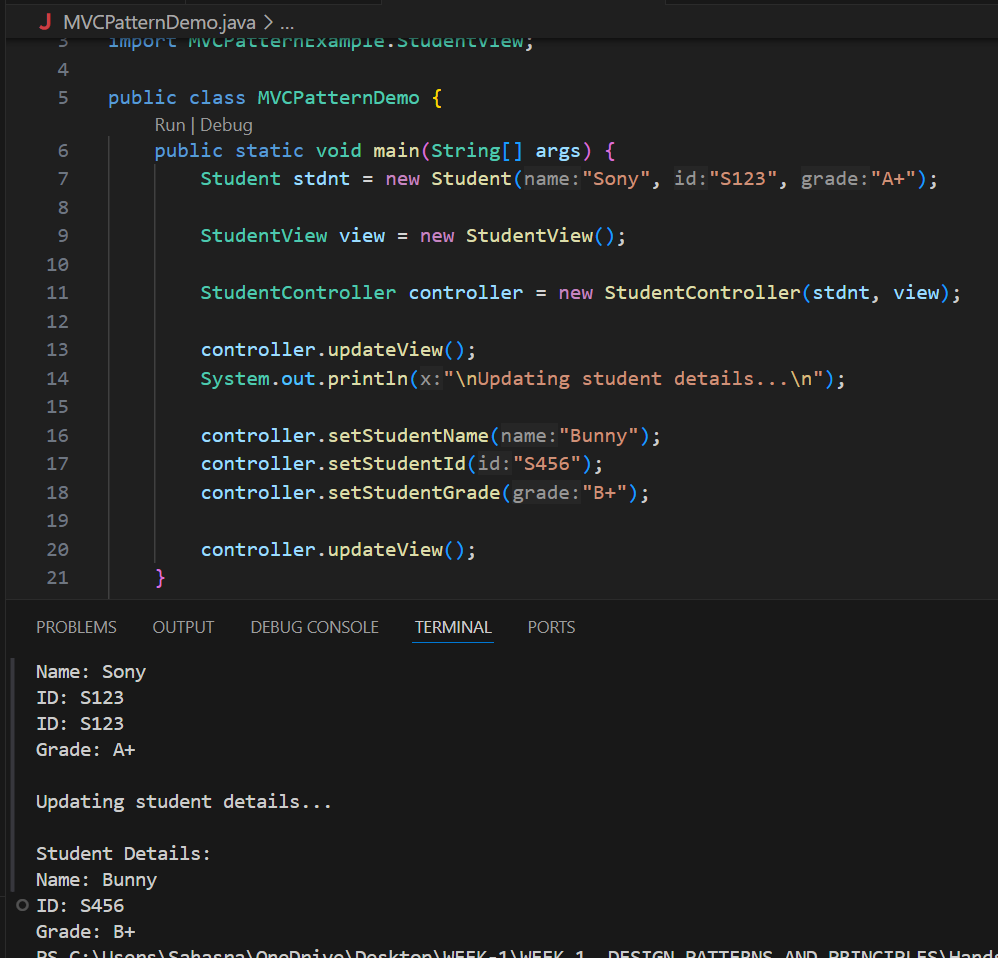 J MVCPatternDemo.java > ...
3 import MVCPatternExample.StudentView;
4
5 public class MVCPatternDemo {
Run | Debug
6 public static void main(String[] args) {
7 Student stdnt = new Student(name:"Sony", id:"S123", grade:"A+");
8
9 StudentView view = new StudentView();
10
11 StudentController controller = new StudentController(stdnt, view);
12
13 controller.updateView();
14 System.out.println(x:"\nUpdating student details...\n");
15
16 controller.setStudentName(name:"Bunny");
17 controller.setStudentId(id:"S456");
18 controller.setStudentGrade(grade:"B+");
19
20 controller.updateView();
21 }
PROBLEMS OUTPUT DEBUG CONSOLE TERMINAL PORTS
Name: Sony
ID: S123
ID: S123
Grade: A+
Updating student details...
Student Details:
Name: Bunny
ID: S456
Grade: B+
PS C:\Users\Sahasra\OneDrive\Desktop\WEEK-1\WEEK 1 DESIGN PATTERNS AND PRINCIPLES\Hands